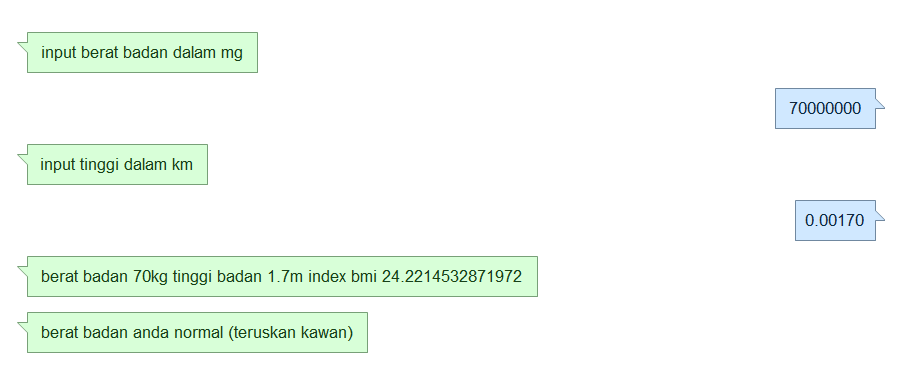 input berat badan dalam mg
70000000
input tinggi dalam km
0.00170
berat badan 70kg tinggi badan 1.7m index bmi 24.2214532871972
berat badan anda normal (teruskan kawan)